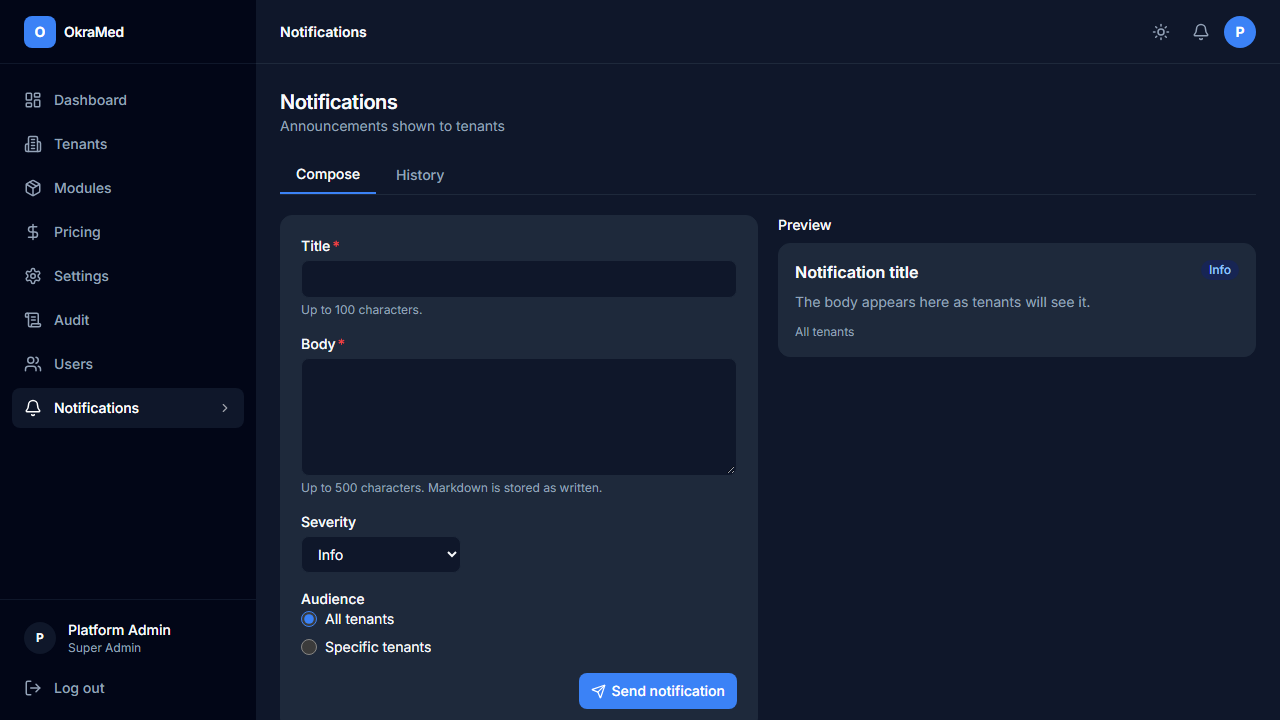 O OkraMed
Notifications
P
Dashboard
Tenants
Modules
Pricing
Settings
Audit
Users
Notifications
P
Platform Admin
Super Admin
Log out
Notifications
Announcements shown to tenants
Compose
History
Title *
Up to 100 characters.
Body *
Up to 500 characters. Markdown is stored as written.
Severity
Info
Audience
All tenants
Specific tenants
Send notification
Preview
Notification title
Info
The body appears here as tenants will see it.
All tenants